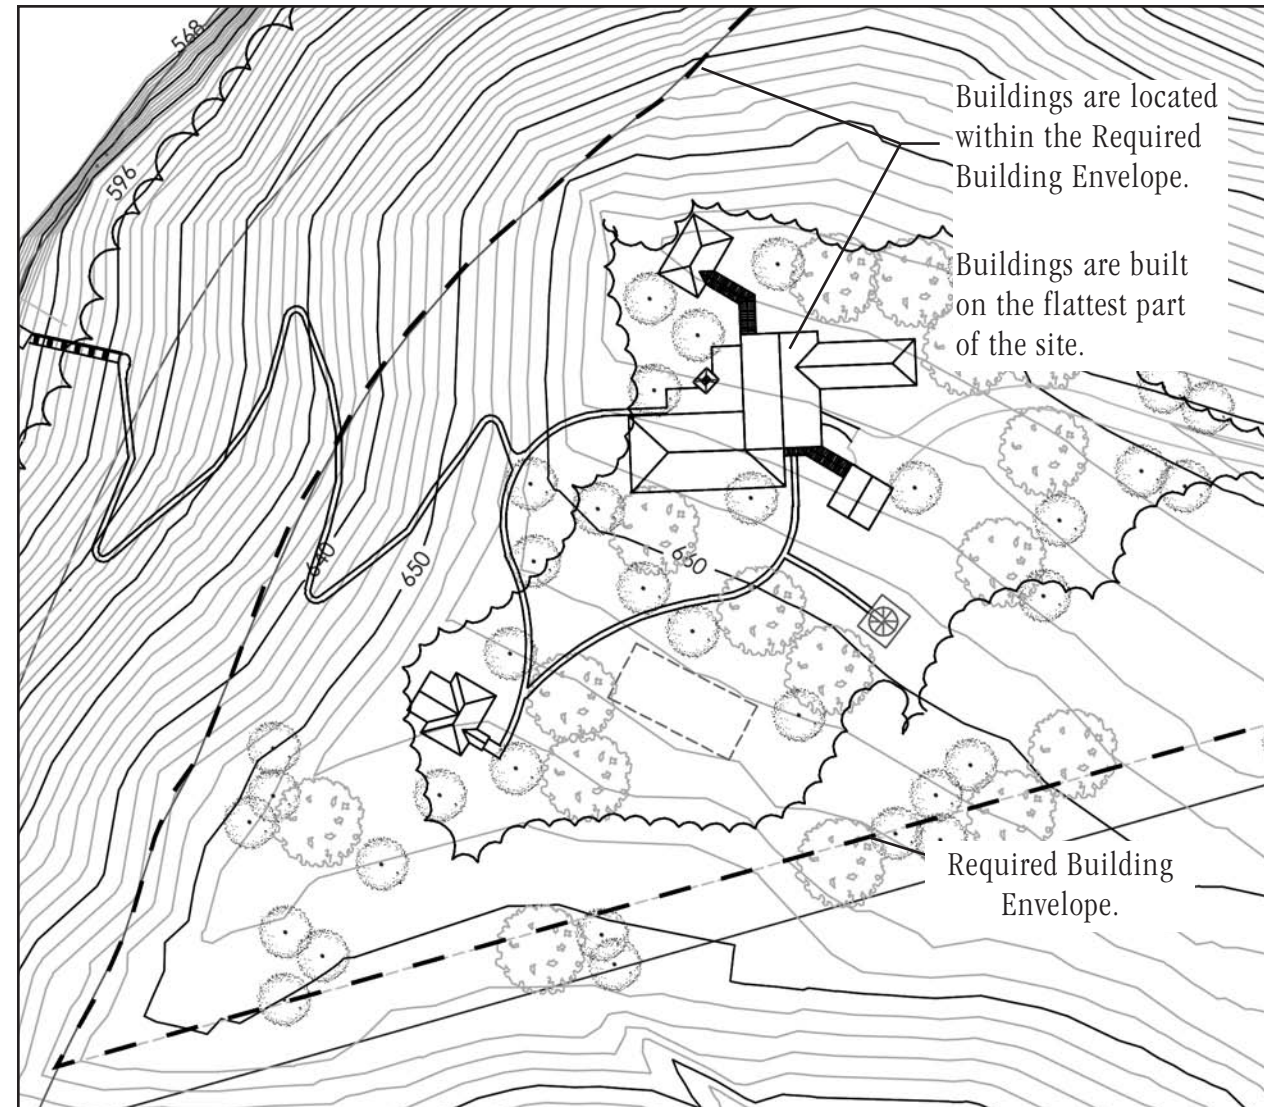 568
Buildings are located
within the Required
Building Envelope.
596
Buildings are built
on the flattest part
of the site.
640
650
660
Required Building
Envelope.